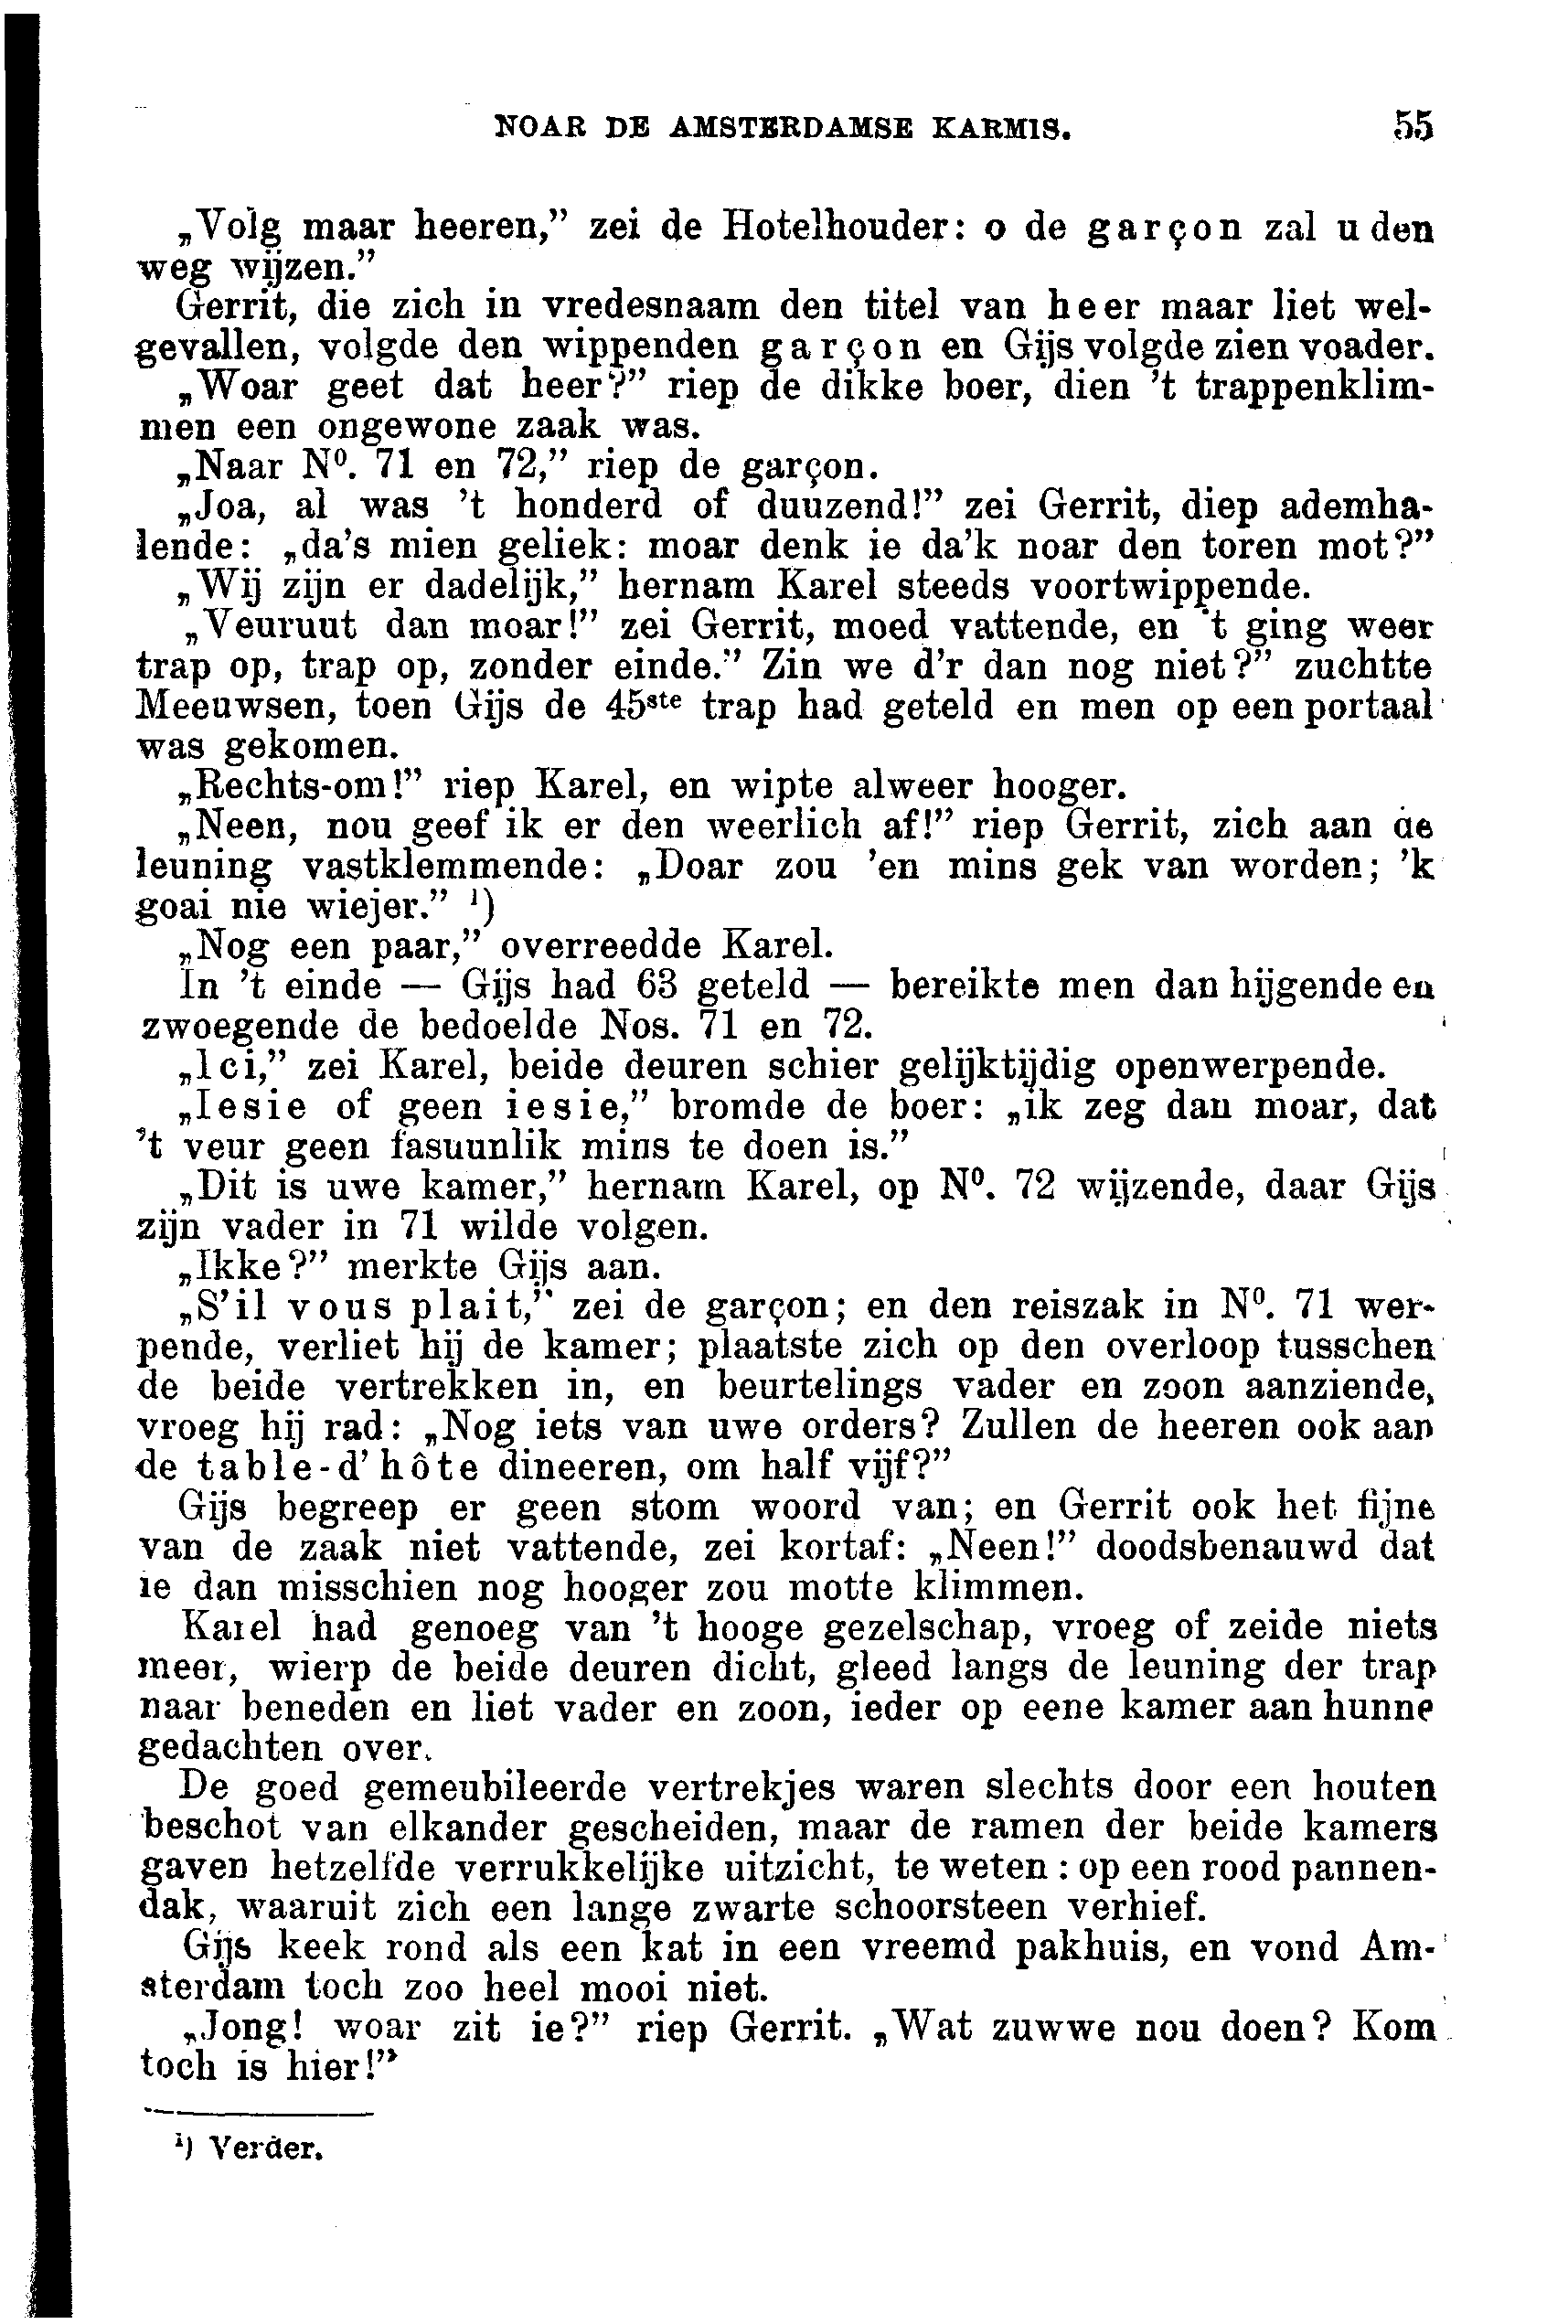 NOAR DE AMSTERDAMSE KARMIS. 55
„Volg maar heeren,” zei de Hotelhouder: o de garçon zal u den
weg wijzen.”
Gerrit, die zich in vredesnaam den titel van heer maar liet wel-
gevallen, volgde den wippenden garçon en Gijs volgde zien voader.
„Woar geet dat heer?” riep de dikke boer, dien ’t trappenklim-
men een ongewone zaak was.
„Naar N⁰. 71 en 72,” riep de garçon.
„Joa, al was ’t honderd of duuzend!” zei Gerrit, diep ademha-
lende: „da’s mien geliek: moar denk ie da’k noar den toren mot?”
„Wij zijn er dadelijk,” hernam Karel steeds voortwippende.
„Veuruut dan moar!” zei Gerrit, moed vattende, en ’t ging weer
trap op, trap op, zonder einde.” Zin we d’r dan nog niet?” zuchtte
Meeuwsen, toen Gijs de 45ste trap had geteld en men op een portaal
was gekomen.
„Rechts-om!” riep Karel, en wipte alweer hooger.
„Neen, nou geef ik er den weerlich af!” riep Gerrit, zich aan de
leuning vastklemmende: „Doar zou ’en mins gek van worden; ’k
goai nie wiejer.” ¹)
„Nog een paar,” overreedde Karel.
In ’t einde — Gijs had 63 geteld — bereikte men dan hijgende en
zwoegende de bedoelde Nos. 71 en 72.
„Ici,” zei Karel, beide deuren schier gelijktijdig openwerpende.
„Iesie of geen iesie,” bromde de boer: „ik zeg dan moar, dat
’t veur geen fasuunlik mins te doen is.”
„Dit is uwe kamer,” hernam Karel, op N⁰. 72 wijzende, daar Gijs
zijn vader in 71 wilde volgen.
„Ikke?” merkte Gijs aan.
„S’il vous plait,” zei de garçon; en den reiszak in N⁰. 71 wer-
pende, verliet hij de kamer; plaatste zich op den overloop tusschen
de beide vertrekken in, en beurtelings vader en zoon aanziende,
vroeg hij rad: „Nog iets van uwe orders? Zullen de heeren ook aan
de table-d’hôte dineeren, om half vijf?”
Gijs begreep er geen stom woord van; en Gerrit ook het fijne
van de zaak niet vattende, zei kortaf: „Neen!” doodsbenauwd dat
ie dan misschien nog hooger zou motte klimmen.
Karel had genoeg van ’t hooge gezelschap, vroeg of zeide niets
meer, wierp de beide deuren dicht, gleed langs de leuning der trap
naar beneden en liet vader en zoon, ieder op eene kamer aan hunne
gedachten over.
De goed gemeubileerde vertrekjes waren slechts door een houten
beschot van elkander gescheiden, maar de ramen der beide kamers
gaven hetzelfde verrukkelijke uitzicht, te weten : op een rood pannen-
dak, waaruit zich een lange zwarte schoorsteen verhief.
Gijs keek rond als een kat in een vreemd pakhuis, en vond Am-
sterdam toch zoo heel mooi niet.
„Jong! woar zit ie?” riep Gerrit. „Wat zuwwe nou doen? Kom
toch is hier!”
¹) Verder.